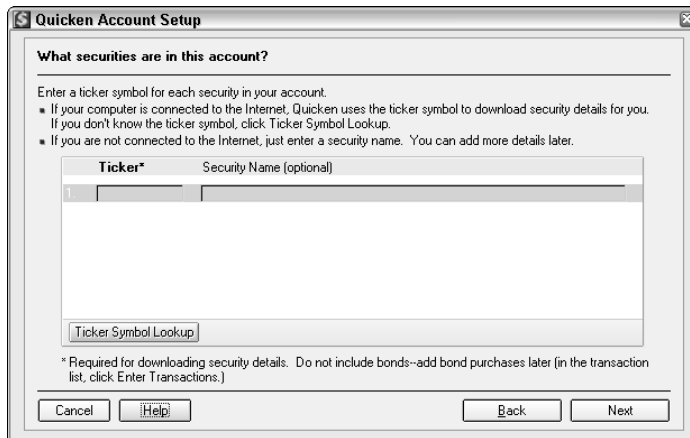 Quicken Account Setup
What securities are in this account?
Enter a ticker symbol for each security in your account.
If your computer is connected to the Internet, Quicken uses the ticker symbol to download security details for you.
If you don't know the ticker symbol, click Ticker Symbol Lookup.
If you are not connected to the Internet, just enter a security name. You can add more details later.
Ticker* Security Name (optional)
1.
Ticker Symbol Lookup
* Required for downloading security details. Do not include bonds--add bond purchases later (in the transaction
list, click Enter Transactions.)
Cancel Help Back Next